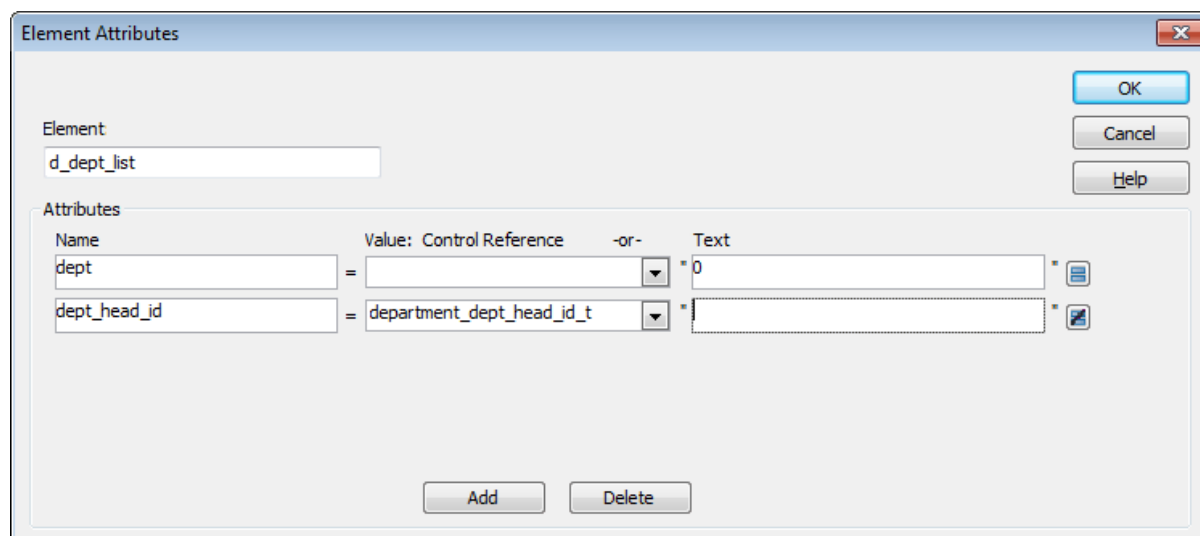 Element Attributes
OK
Element
Cancel
d_dept_list
Help
Attributes
Name Value: Control Reference -or- Text
dept = "0"
dept_head_id = department_dept_head_id_t ""
Add Delete